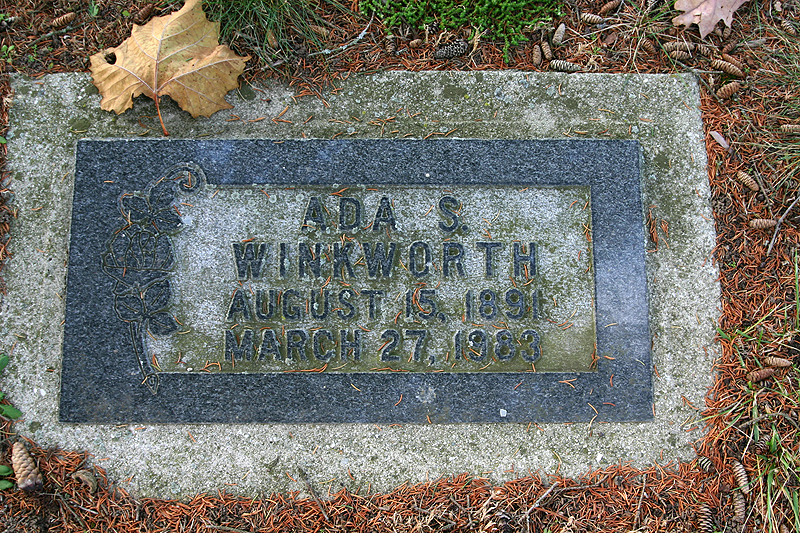 ADA S.
WINKWORTH
AUGUST 15, 1891
MARCH 27, 1983